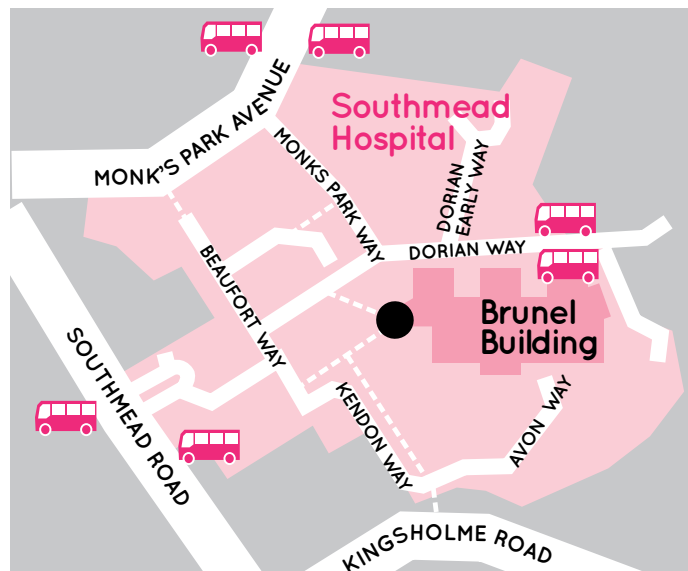 Southmead
Hospital
MONK'S PARK AVENUE
MONKS PARK WAY
DORIAN
EARLY WAY
DORIAN WAY
BEAUFORT WAY
Brunel
Building
SOUTHMEAD ROAD
KENDON WAY
AVON WAY
KINGSHOLME ROAD